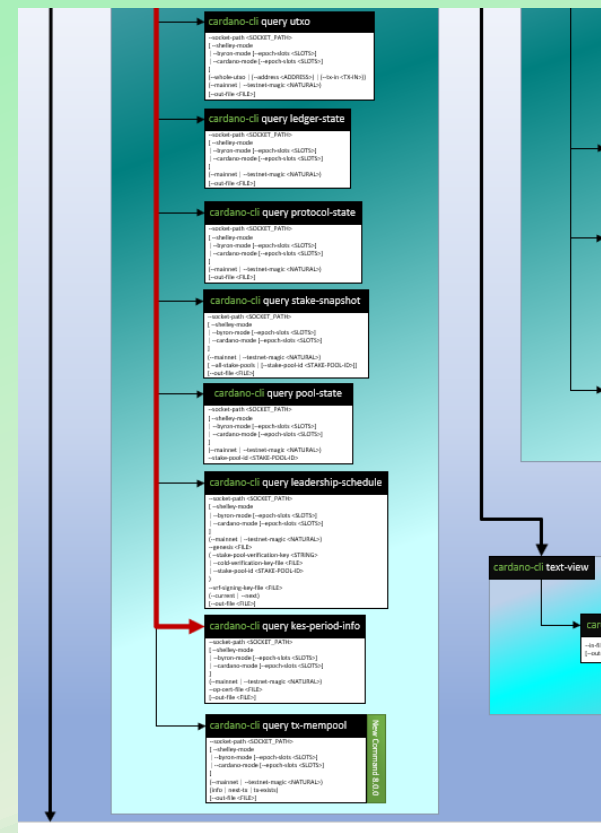 cardano-cli query utxo
--socket-path <SOCKET_PATH>
[ --shelley-mode
| --byron-mode [--epoch-slots <SLOTS>]
| --cardano-mode [--epoch-slots <SLOTS>]
]
(--whole-utxo | (--address <ADDRESS>) | (--tx-in <TX-IN>))
(--mainnet | --testnet-magic <NATURAL>)
[--out-file <FILE>]
cardano-cli query ledger-state
--socket-path <SOCKET_PATH>
[ --shelley-mode
| --byron-mode [--epoch-slots <SLOTS>]
| --cardano-mode [--epoch-slots <SLOTS>]
]
(--mainnet | --testnet-magic <NATURAL>)
[--out-file <FILE>]
cardano-cli query protocol-state
--socket-path <SOCKET_PATH>
[ --shelley-mode
| --byron-mode [--epoch-slots <SLOTS>]
| --cardano-mode [--epoch-slots <SLOTS>]
]
(--mainnet | --testnet-magic <NATURAL>)
[--out-file <FILE>]
cardano-cli query stake-snapshot
--socket-path <SOCKET_PATH>
[ --shelley-mode
| --byron-mode [--epoch-slots <SLOTS>]
| --cardano-mode [--epoch-slots <SLOTS>]
]
(--mainnet | --testnet-magic <NATURAL>)
[ --all-stake-pools | [--stake-pool-id <STAKE-POOL-ID>]]
[--out-file <FILE>]
cardano-cli query pool-state
--socket-path <SOCKET_PATH>
[ --shelley-mode
| --byron-mode [--epoch-slots <SLOTS>]
| --cardano-mode [--epoch-slots <SLOTS>]
]
(--mainnet | --testnet-magic <NATURAL>)
--stake-pool-id <STAKE-POOL-ID>
cardano-cli query leadership-schedule
--socket-path <SOCKET_PATH>
[ --shelley-mode
| --byron-mode [--epoch-slots <SLOTS>]
| --cardano-mode [--epoch-slots <SLOTS>]
]
(--mainnet | --testnet-magic <NATURAL>)
--genesis <FILE>
( --stake-pool-verification-key <STRING>
| --cold-verification-key-file <FILE>
| --stake-pool-id <STAKE-POOL-ID>
)
--vrf-signing-key-file <FILE>
(--current | --next)
[--out-file <FILE>]
cardano-cli query kes-period-info
--socket-path <SOCKET_PATH>
[ --shelley-mode
| --byron-mode [--epoch-slots <SLOTS>]
| --cardano-mode [--epoch-slots <SLOTS>]
]
(--mainnet | --testnet-magic <NATURAL>)
--op-cert-file <FILE>
[--out-file <FILE>]
cardano-cli query tx-mempool
--socket-path <SOCKET_PATH>
[ --shelley-mode
| --byron-mode [--epoch-slots <SLOTS>]
| --cardano-mode [--epoch-slots <SLOTS>]
]
(--mainnet | --testnet-magic <NATURAL>)
[info | next-tx | tx-exists]
[--out-file <FILE>]
New Command 8.0.0
cardano-cli text-view